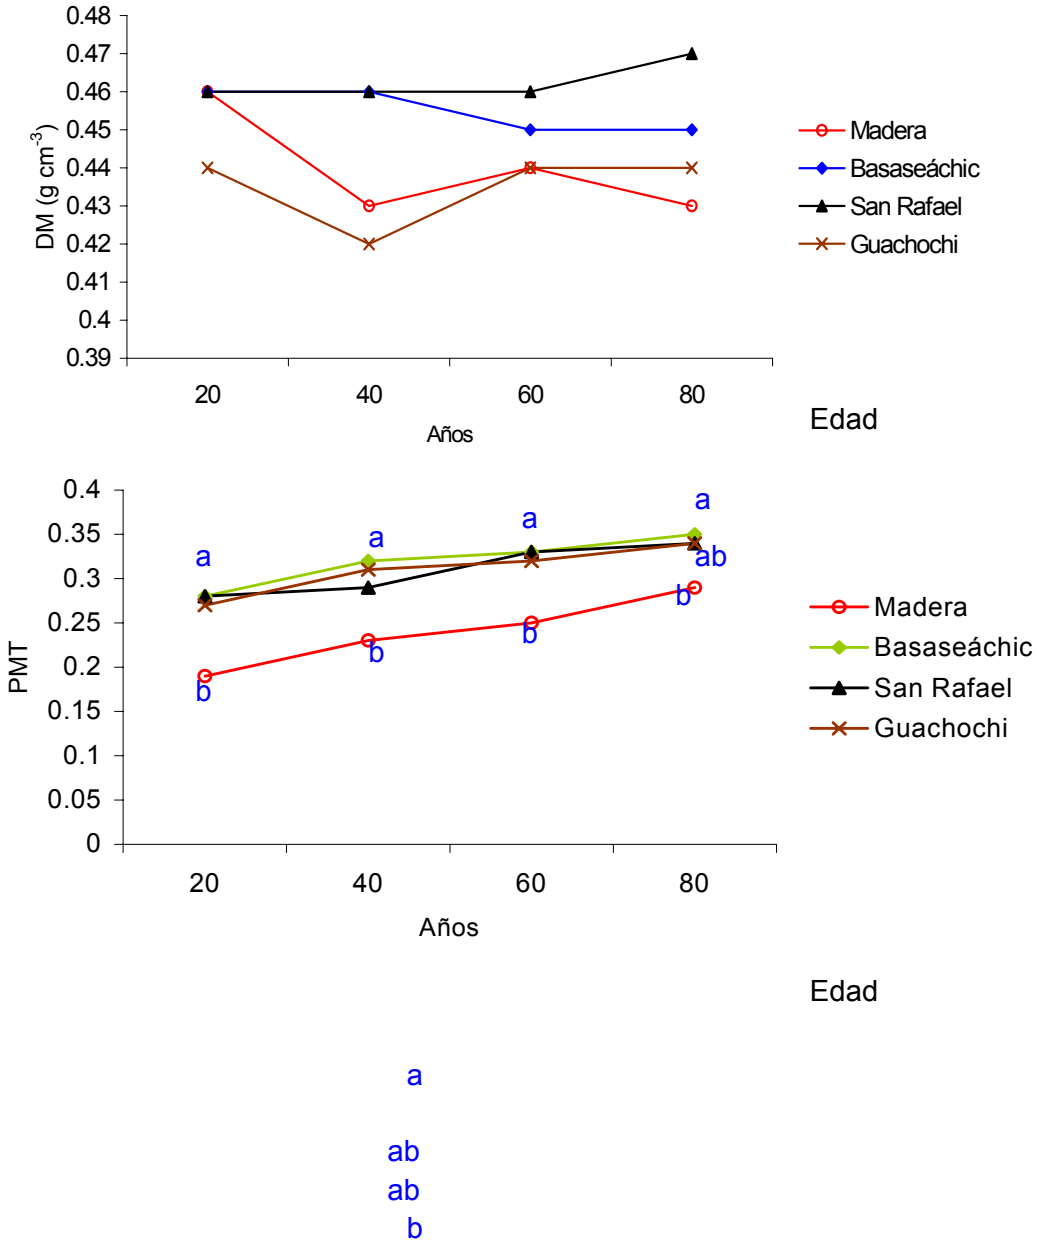 0.48
0.47
0.46
0.45
0.44
0.43
0.42
0.41
0.4
0.39
DM (g cm-3)
20 40 60 80
Años
Edad
Madera
Basaseáchic
San Rafael
Guachochi
0.4
0.35
0.3
0.25
0.2
0.15
0.1
0.05
0
PMT
a a a a
ab
b b b b
20 40 60 80
Años
Madera
Basaseáchic
San Rafael
Guachochi
Edad
a
ab
ab
b